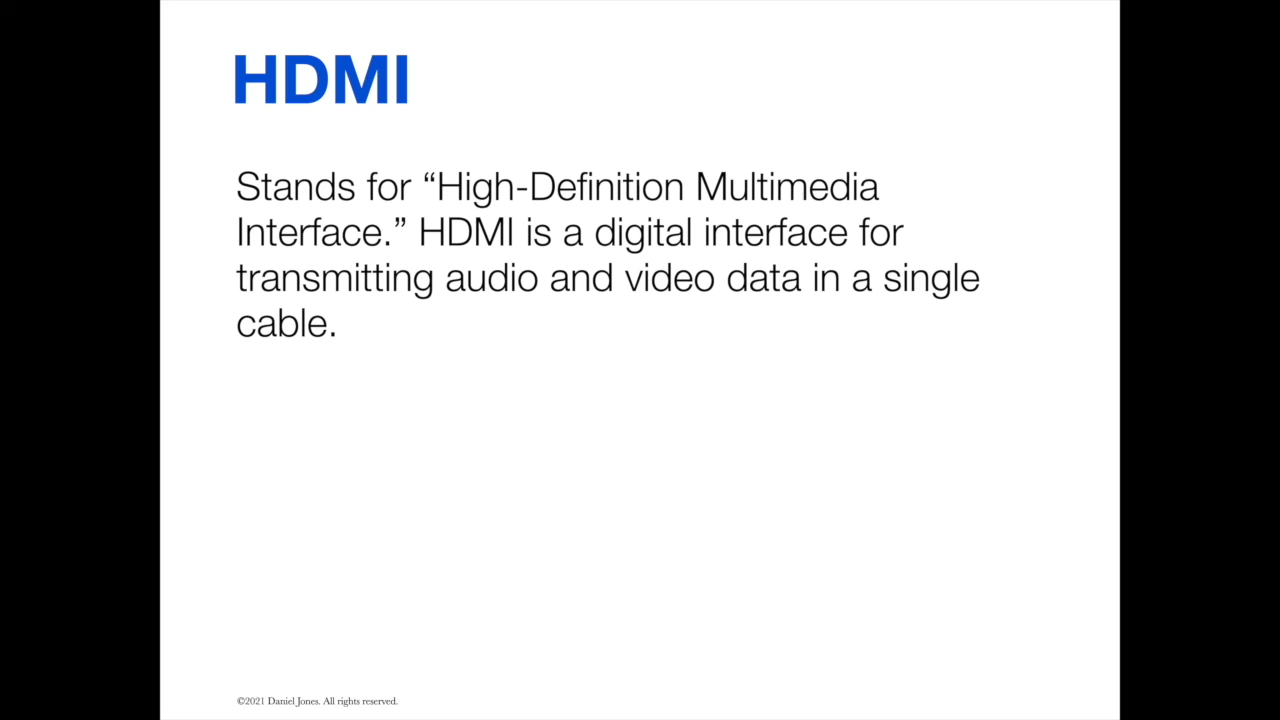 HDMI
Stands for “High-Definition Multimedia
Interface.” HDMI is a digital interface for
transmitting audio and video data in a single
cable.
©2021 Daniel Jones. All rights reserved.